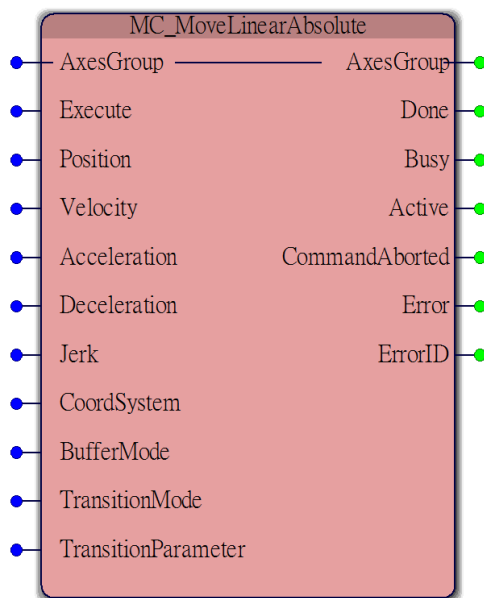 MC_MoveLinearAbsolute
AxesGroup AxesGroup
Execute Done
Position Busy
Velocity Active
Acceleration CommandAborted
Deceleration Error
Jerk ErrorID
CoordSystem
BufferMode
TransitionMode
TransitionParameter